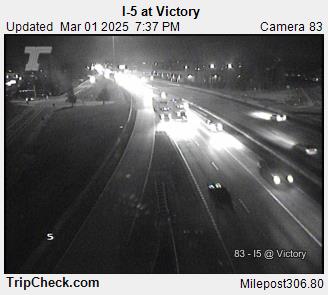 I-5 at Victory
Updated  Mar 01 2025  7:37 PM    Camera 83
T
S
83 - I5 @ Victory
TripCheck.com    Milepost306.80